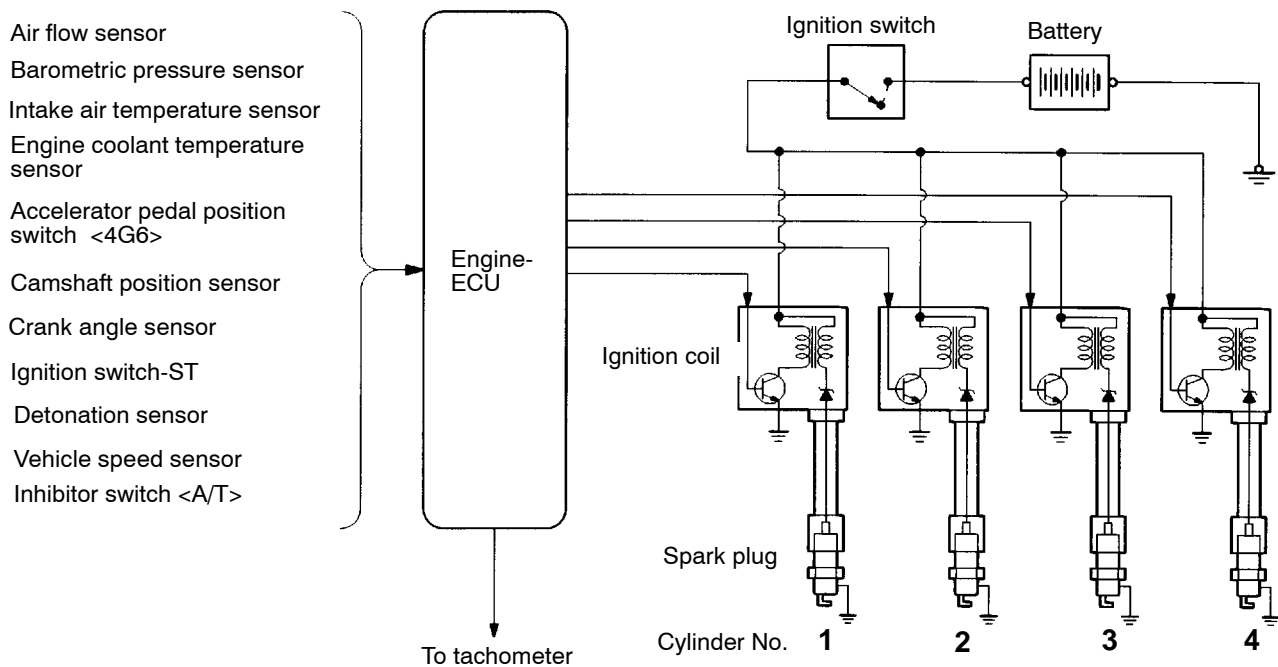 Air flow sensor
Barometric pressure sensor
Intake air temperature sensor
Engine coolant temperature
sensor
Accelerator pedal position
switch <4G6>
Camshaft position sensor
Crank angle sensor
Ignition switch-ST
Detonation sensor
Vehicle speed sensor
Inhibitor switch <A/T>
Engine-
ECU
To tachometer
Ignition switch
Battery
Ignition coil
Spark plug
Cylinder No. 1 2 3 4